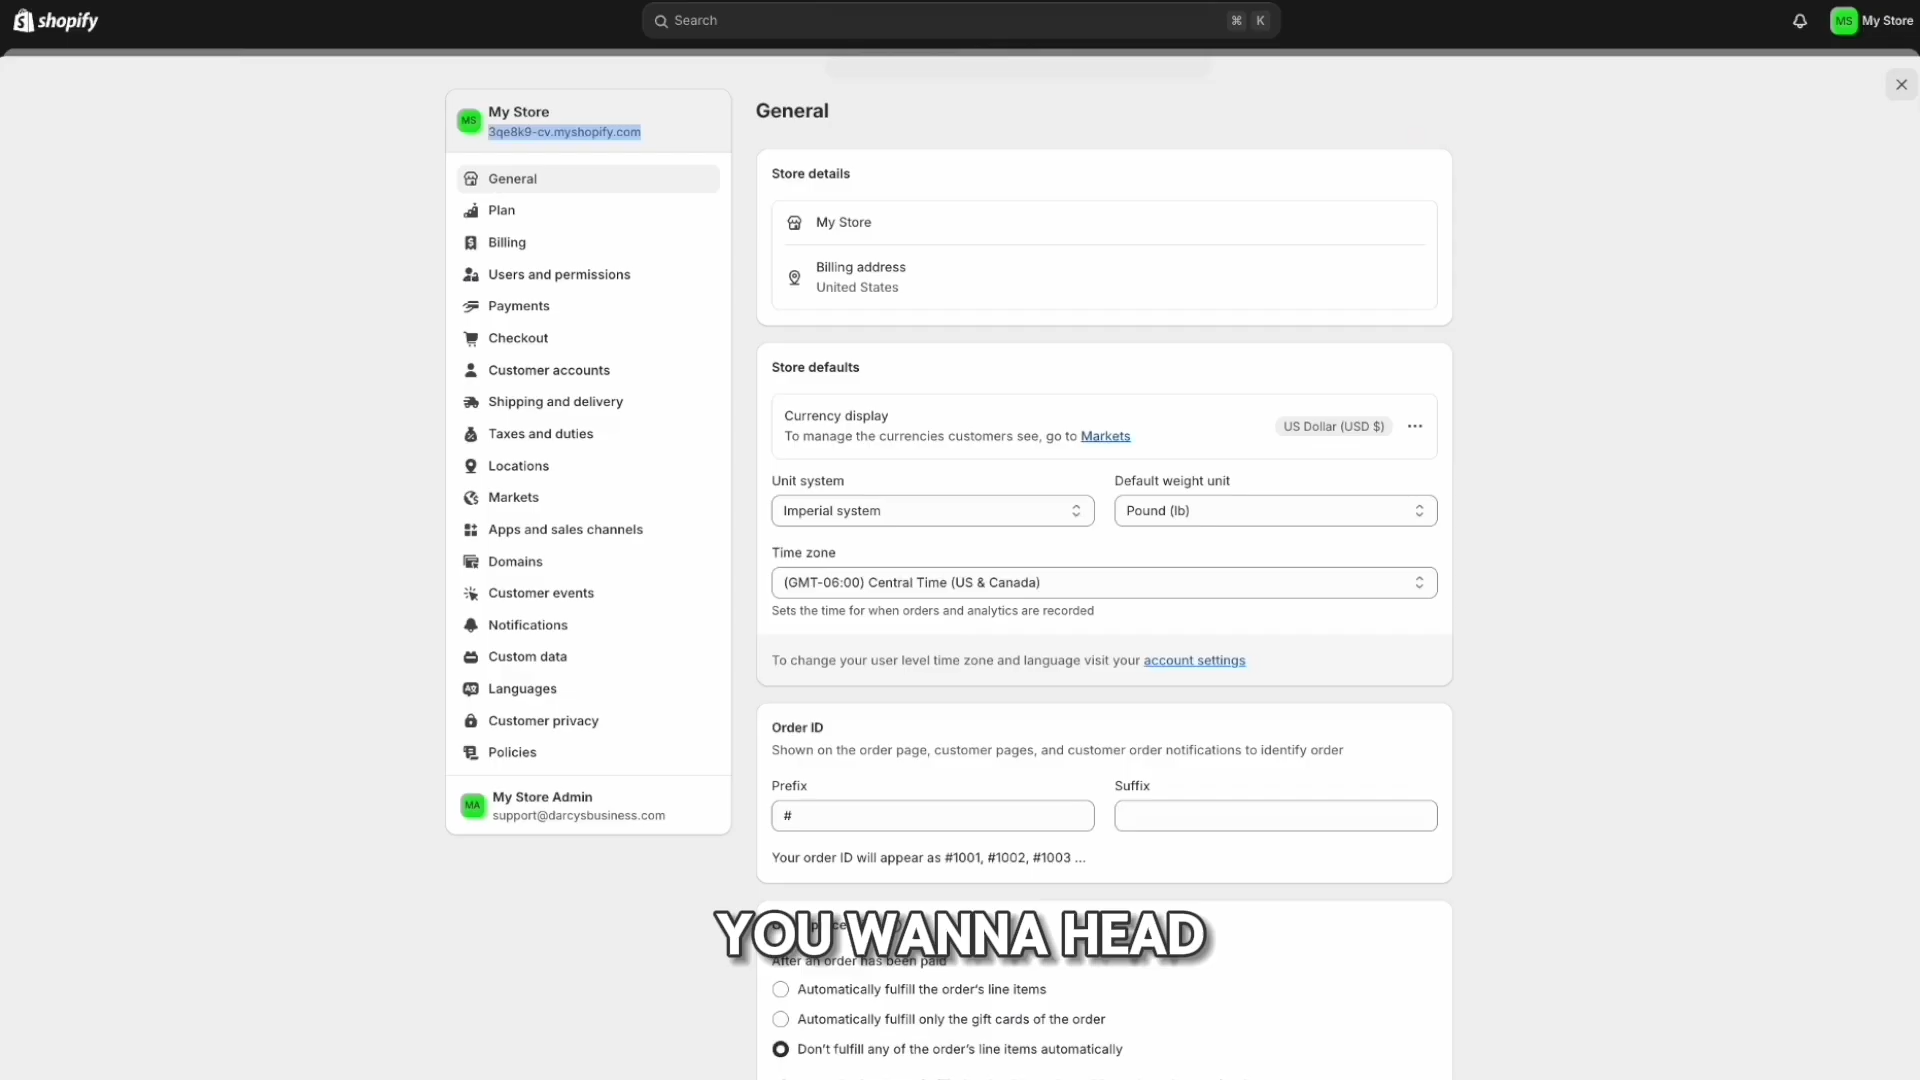 shopify
Search
⌘ K
MS My Store
MS
My Store
3qe8k9-cv.myshopify.com
General
Plan
Billing
Users and permissions
Payments
Checkout
Customer accounts
Shipping and delivery
Taxes and duties
Locations
Markets
Apps and sales channels
Domains
Customer events
Notifications
Custom data
Languages
Customer privacy
Policies
MA
My Store Admin
support@darcysbusiness.com
General
Store details
My Store
Billing address
United States
Store defaults
Currency display
To manage the currencies customers see, go to Markets
US Dollar (USD $)
Unit system
Imperial system
Default weight unit
Pound (lb)
Time zone
(GMT-06:00) Central Time (US & Canada)
Sets the time for when orders and analytics are recorded
To change your user level time zone and language visit your account settings
Order ID
Shown on the order page, customer pages, and customer order notifications to identify order
Prefix
#
Suffix
Your order ID will appear as #1001, #1002, #1003 ...
YOU WANNA HEAD
After an order has been paid
Automatically fulfill the order's line items
Automatically fulfill only the gift cards of the order
Don't fulfill any of the order's line items automatically